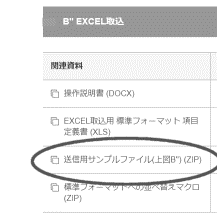 B" EXCEL取込
関連資料
操作説明書 (DOCX)
EXCEL取込用 標準フォーマット 項目
定義書 (XLS)
送信用サンプルファイル(上図B") (ZIP)
標準フォーマットへの並べ替えマクロ
(ZIP)